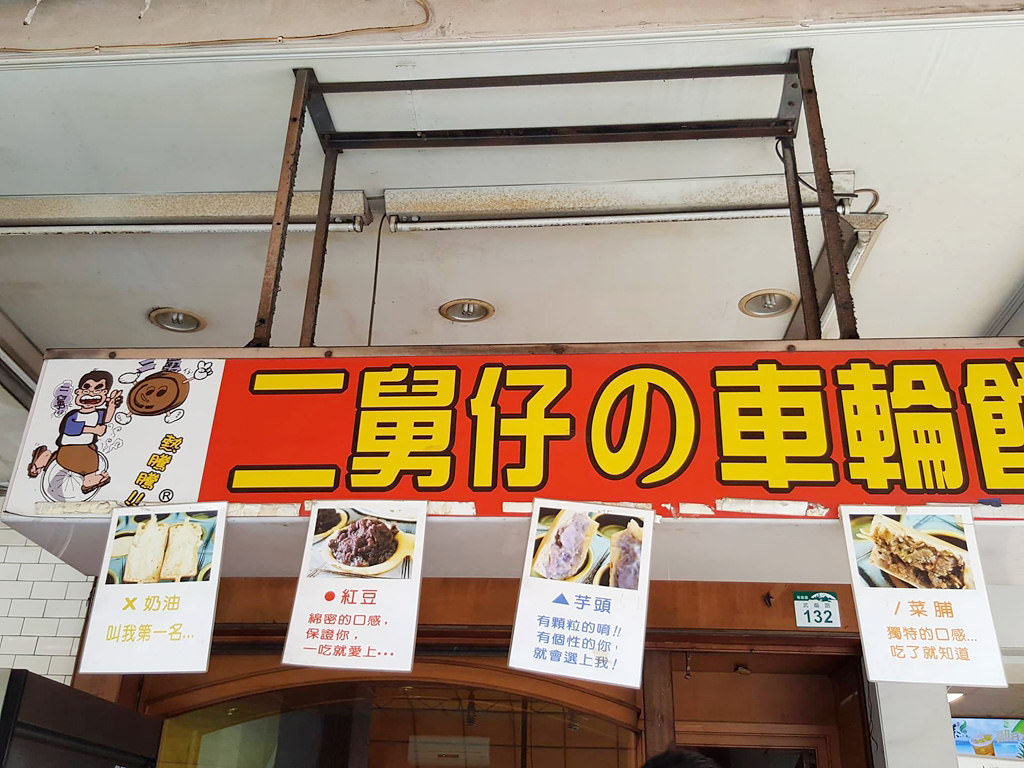 二舅仔の車輪餅
熱騰騰!!
®
✕ 奶油
叫我第一名...
● 紅豆
綿密的口感，
保證你，
一吃就愛上...
▲ 芋頭
有顆粒的唷!!
有個性的你，
就會選上我!
/ 菜脯
獨特的口感...
吃了就知道
132